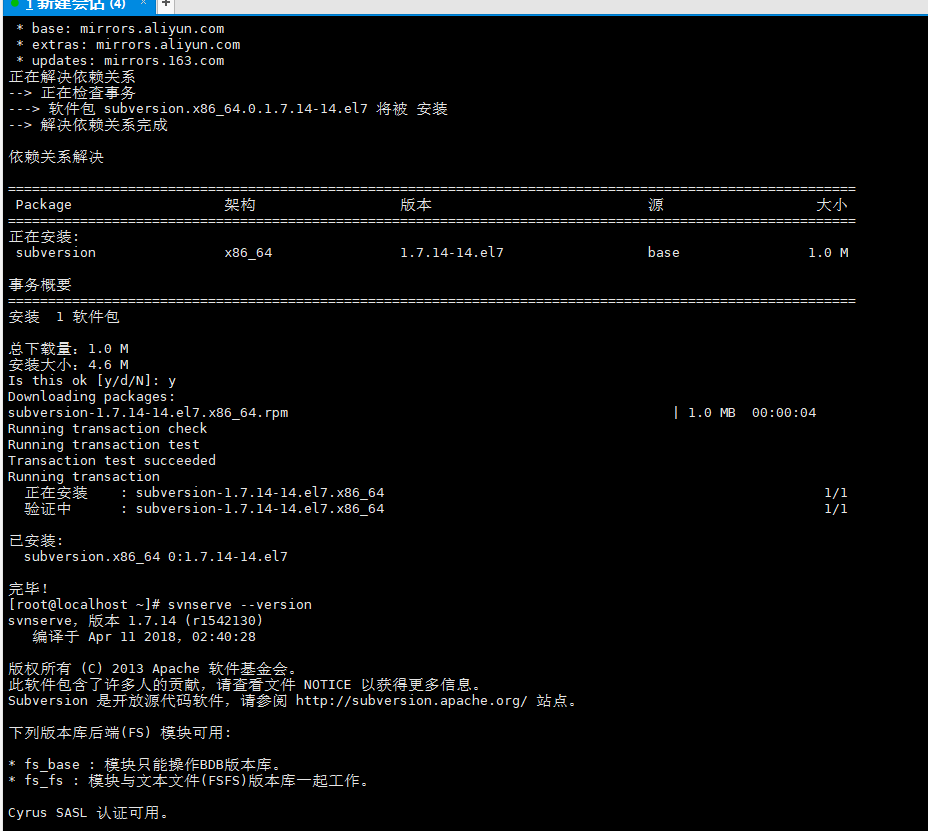 1 新建会话 (4) × +
* base: mirrors.aliyun.com
* extras: mirrors.aliyun.com
* updates: mirrors.163.com
正在解决依赖关系
--> 正在检查事务
---> 软件包 subversion.x86_64.0.1.7.14-14.el7 将被 安装
--> 解决依赖关系完成
依赖关系解决
================================================================================
Package 架构 版本 源 大小
================================================================================
正在安装:
subversion x86_64 1.7.14-14.el7 base 1.0 M
事务概要
================================================================================
安装 1 软件包
总下载量：1.0 M
安装大小：4.6 M
Is this ok [y/d/N]: y
Downloading packages:
subversion-1.7.14-14.el7.x86_64.rpm | 1.0 MB 00:00:04
Running transaction check
Running transaction test
Transaction test succeeded
Running transaction
正在安装 : subversion-1.7.14-14.el7.x86_64 1/1
验证中 : subversion-1.7.14-14.el7.x86_64 1/1
已安装:
subversion.x86_64 0:1.7.14-14.el7
完毕！
[root@localhost ~]# svnserve --version
svnserve，版本 1.7.14 (r1542130)
编译于 Apr 11 2018，02:40:28
版权所有 (C) 2013 Apache 软件基金会。
此软件包含了许多人的贡献，请查看文件 NOTICE 以获得更多信息。
Subversion 是开放源代码软件，请参阅 http://subversion.apache.org/ 站点。
下列版本库后端(FS) 模块可用:
* fs_base : 模块只能操作BDB版本库。
* fs_fs : 模块与文本文件(FSFS)版本库一起工作。
Cyrus SASL 认证可用。